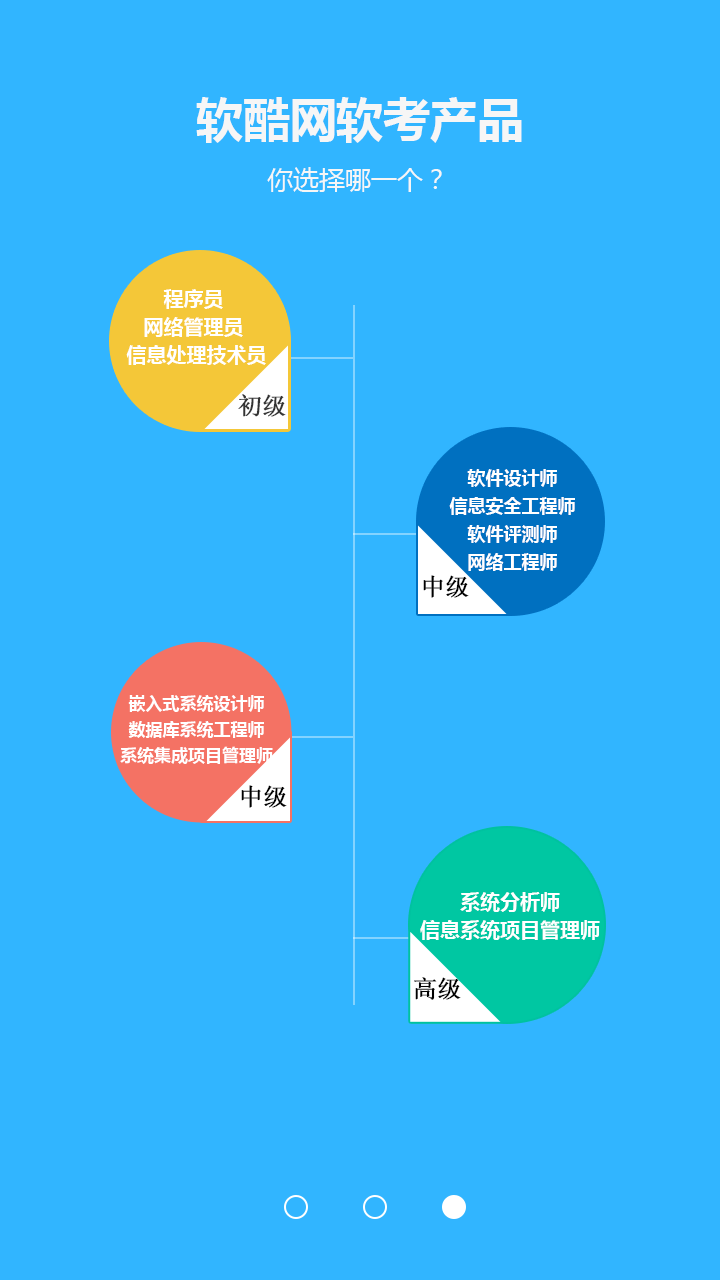 软酷网软考产品
你选择哪一个？
程序员
网络管理员
信息处理技术员
初级
软件设计师
信息安全工程师
软件评测师
网络工程师
中级
嵌入式系统设计师
数据库系统工程师
系统集成项目管理师
中级
系统分析师
信息系统项目管理师
高级